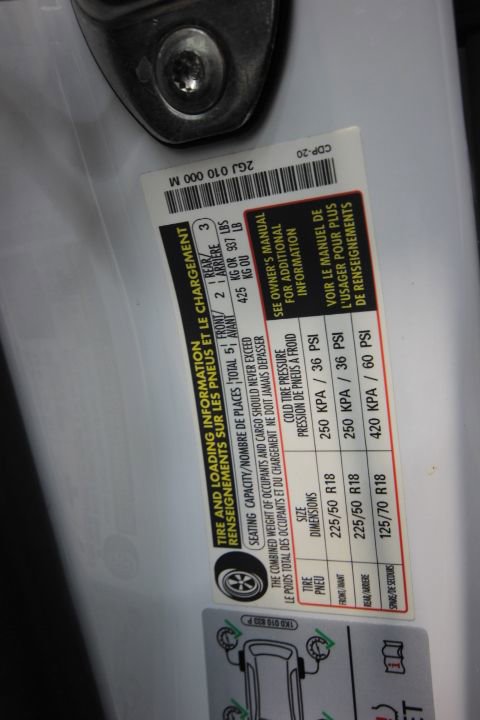 CDP-20
2GJ 010 000 M
TIRE AND LOADING INFORMATION
RENSEIGNEMENTS SUR LES PNEUS ET LE CHARGEMENT
SEATING CAPACITY/NOMBRE DE PLACES TOTAL 5 FRONT/AVANT 2 REAR/ARRIÈRE 3
THE COMBINED WEIGHT OF OCCUPANTS AND CARGO SHOULD NEVER EXCEED 425 KG OR 937 LBS
LE POIDS TOTAL DES OCCUPANTS ET DU CHARGEMENT NE DOIT JAMAIS DEPASSER KG OU LB
TIRE SIZE COLD TIRE PRESSURE
PNEU DIMENSIONS PRESSION DE PNEUS A FROID
FRONT/AVANT 225/50 R18 250 KPA / 36 PSI
REAR/ARRIERE 225/50 R18 250 KPA / 36 PSI
SPARE/DE SECOURS 125/70 R18 420 KPA / 60 PSI
SEE OWNER'S MANUAL
FOR ADDITIONAL
INFORMATION
VOIR LE MANUEL DE
L'USAGER POUR PLUS
DE RENSEIGNEMENTS
1K0 010 833 P
i
ET